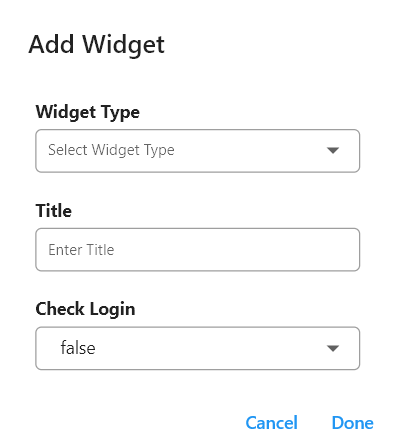 Add Widget
Widget Type
Select Widget Type
Title
Enter Title
Check Login
false
Cancel Done